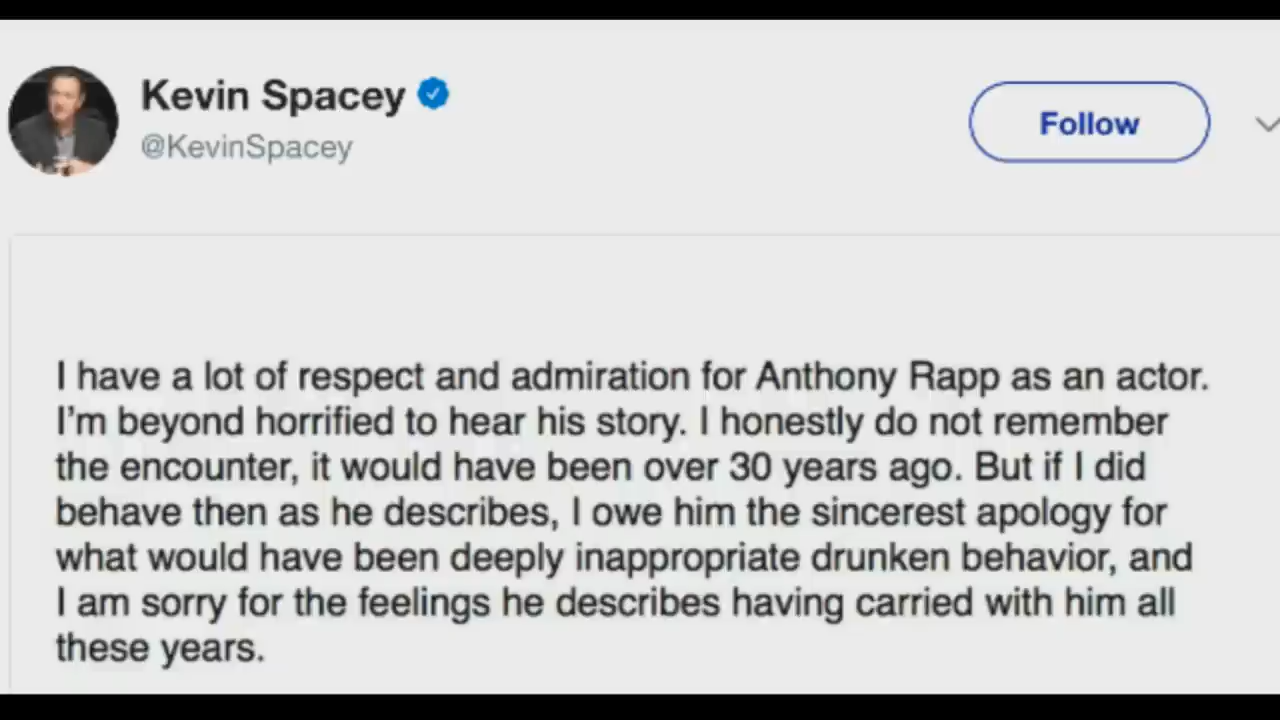 Kevin Spacey
@KevinSpacey
Follow
I have a lot of respect and admiration for Anthony Rapp as an actor.
I'm beyond horrified to hear his story. I honestly do not remember
the encounter, it would have been over 30 years ago. But if I did
behave then as he describes, I owe him the sincerest apology for
what would have been deeply inappropriate drunken behavior, and
I am sorry for the feelings he describes having carried with him all
these years.